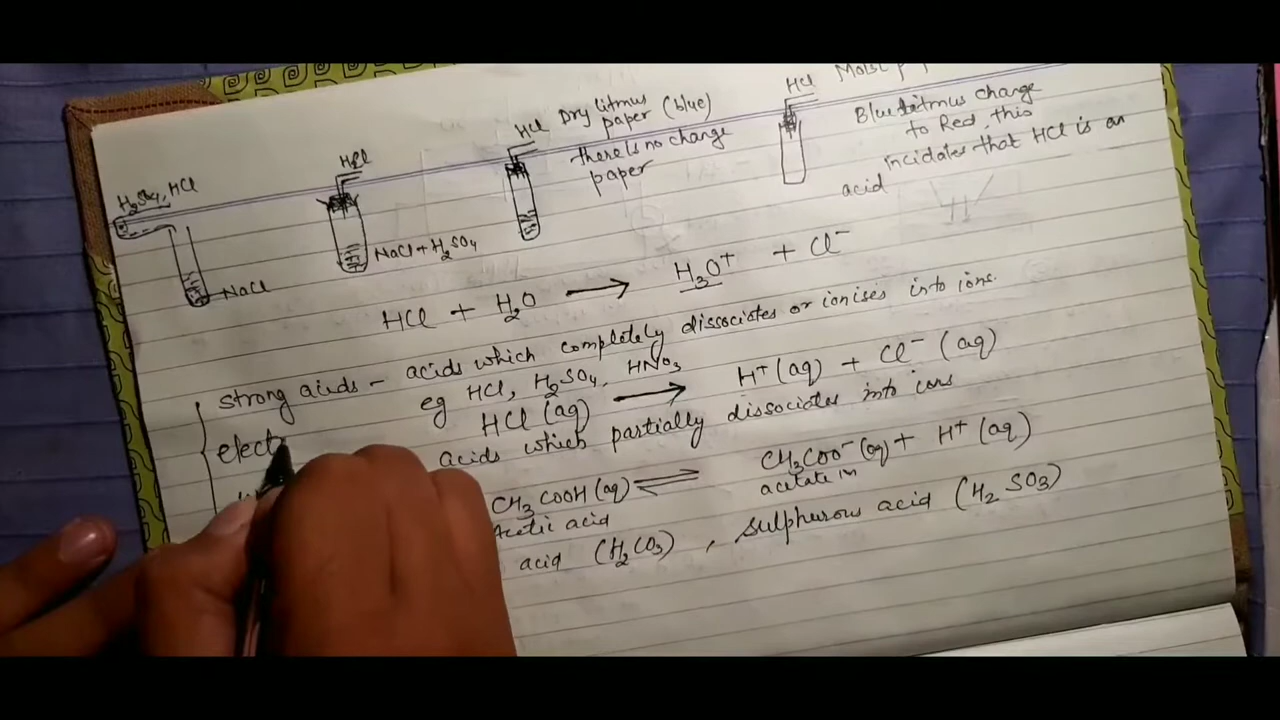 H₂SO₄, HCl
NaCl
HCl
NaCl + H₂SO₄
HCl Dry litmus
paper (blue)
there is no change
paper
HCl Moist
Blue litmus change
to Red, this
incidates that HCl is an
acid
HCl + H₂O ⟶ H₃O⁺ + Cl⁻
strong acids – acids which completely dissociates or ionises into ions.
eg HCl, H₂SO₄, HNO₃
HCl (aq) ⟶ H⁺ (aq) + Cl⁻ (aq)
elect
acids which partially dissociates into ions
CH₃COOH (aq) ⇌ CH₃COO⁻ (aq) + H⁺ (aq)
Acetic acid acetate
acid (H₂CO₃), sulphurous acid (H₂SO₃)